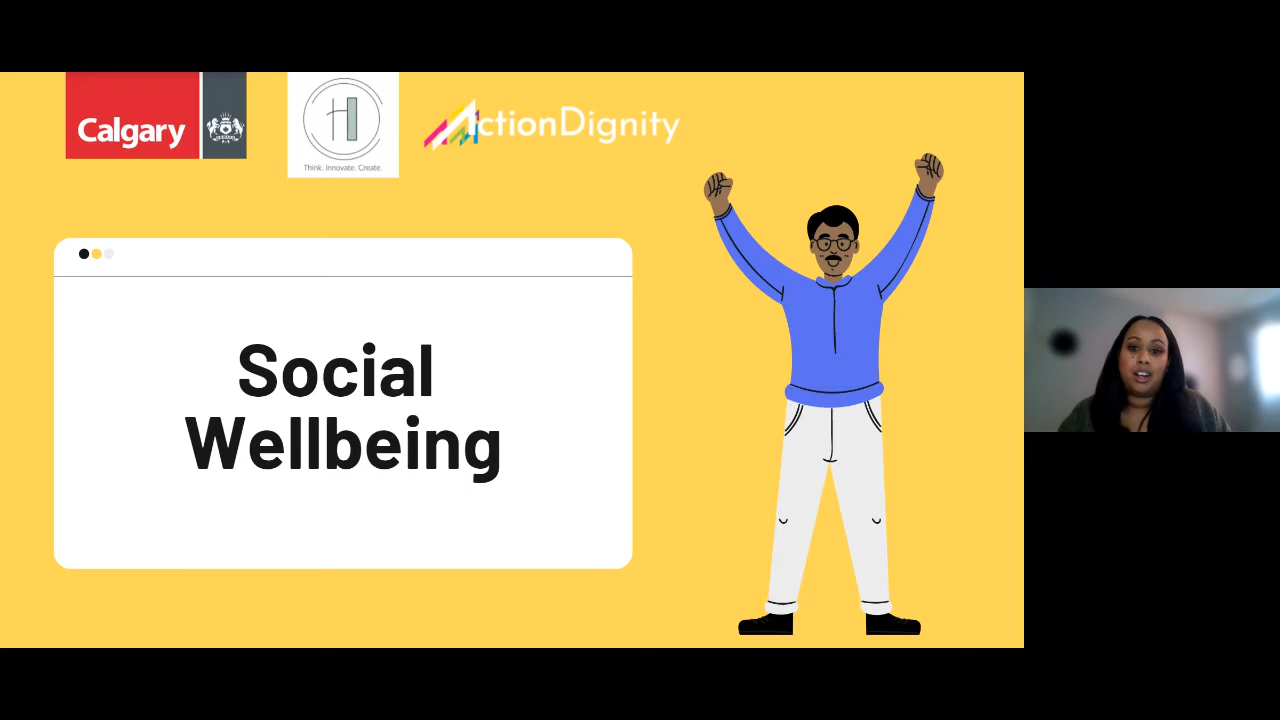 Calgary
Think. Innovate. Create.
ActionDignity
Social
Wellbeing